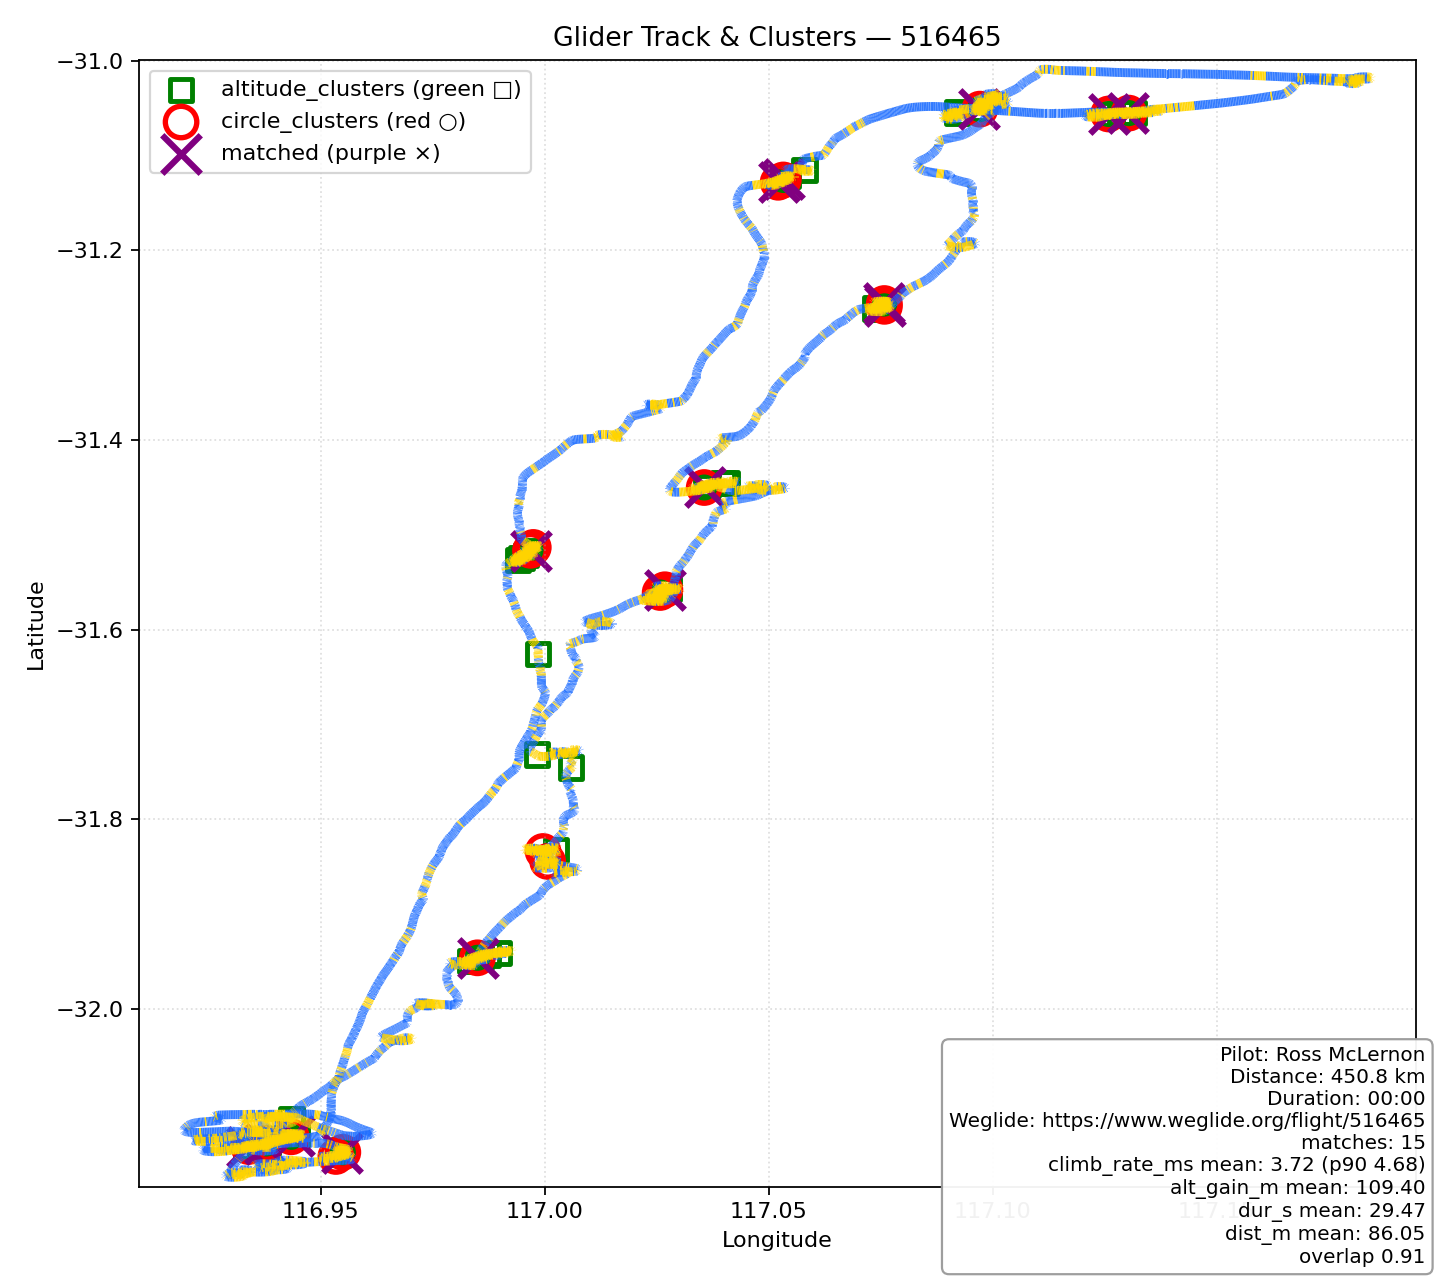 Glider Track & Clusters — 516465
altitude_clusters (green □)
circle_clusters (red ○)
matched (purple ×)
Latitude
−31.0
−31.2
−31.4
−31.6
−31.8
−32.0
116.95
117.00
117.05
117.10
Longitude
Pilot: Ross McLernon
Distance: 450.8 km
Duration: 00:00
Weglide: https://www.weglide.org/flight/516465
matches: 15
climb_rate_ms mean: 3.72 (p90 4.68)
alt_gain_m mean: 109.40
dur_s mean: 29.47
dist_m mean: 86.05
overlap 0.91